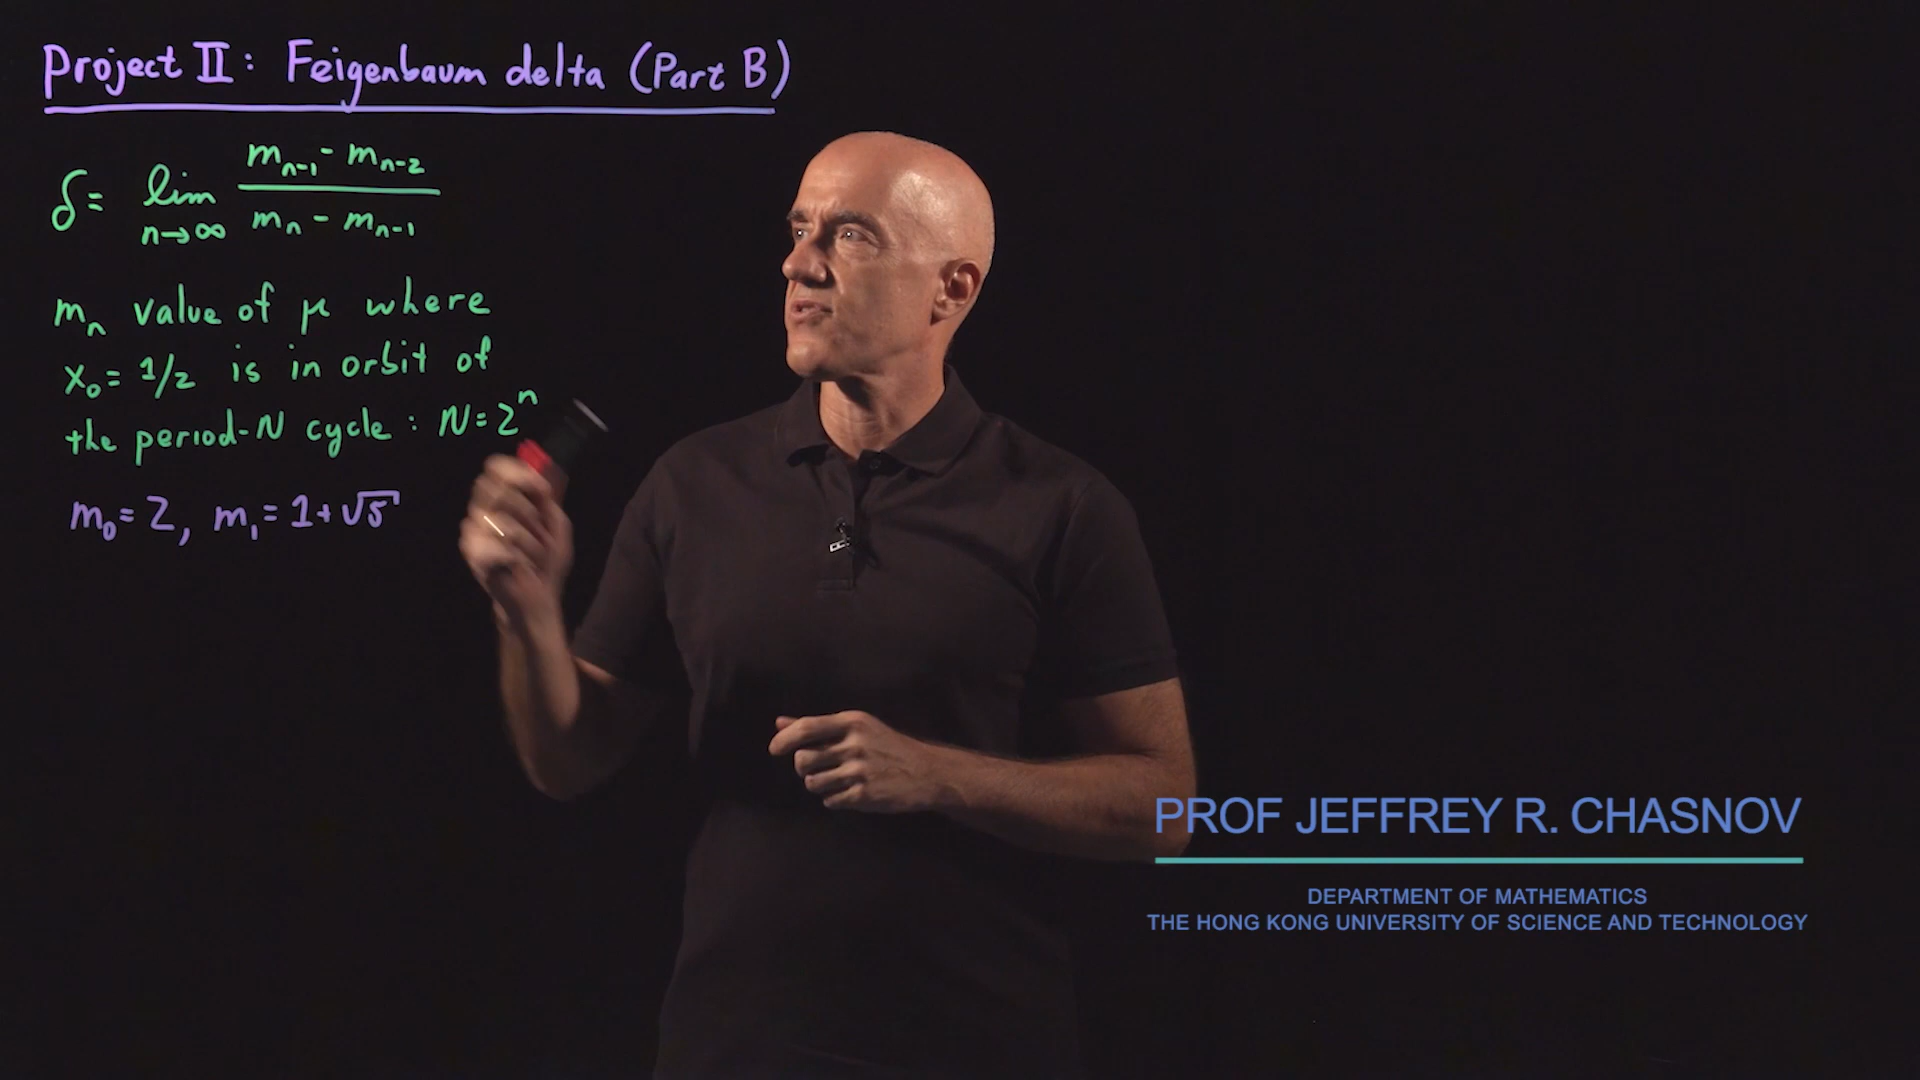 Project II: Feigenbaum delta (Part B)
δ = lim n→∞ (m_{n-1} - m_{n-2}) / (m_n - m_{n-1})
m_n value of μ where
x_0 = 1/2 is in orbit of
the period-N cycle : N = 2^n
m_0 = 2, m_1 = 1+√5
PROF JEFFREY R. CHASNOV
DEPARTMENT OF MATHEMATICS
THE HONG KONG UNIVERSITY OF SCIENCE AND TECHNOLOGY